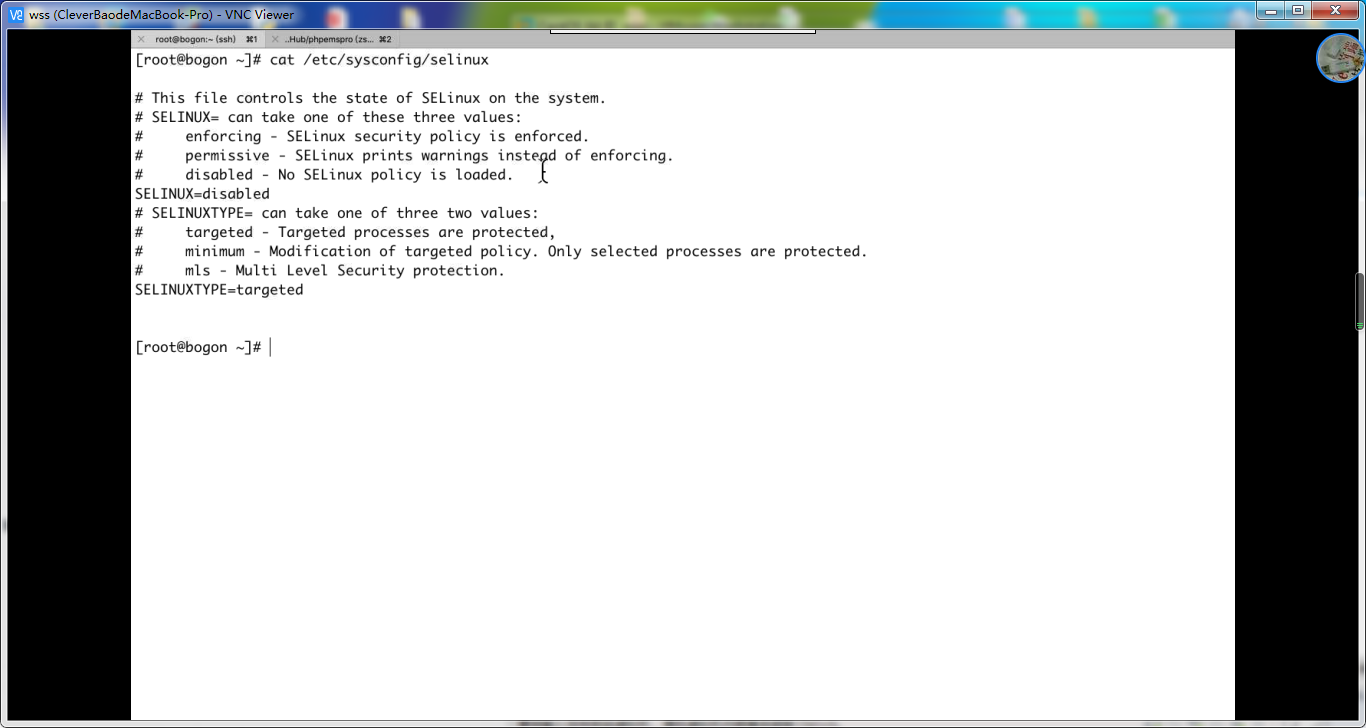 wss (CleverBaodeMacBook-Pro) - VNC Viewer
root@bogon:~ (ssh) ⌘1 ..Hub/phpemspro (zs... ⌘2
[root@bogon ~]# cat /etc/sysconfig/selinux
# This file controls the state of SELinux on the system.
# SELINUX= can take one of these three values:
#     enforcing - SELinux security policy is enforced.
#     permissive - SELinux prints warnings instead of enforcing.
#     disabled - No SELinux policy is loaded.
SELINUX=disabled
# SELINUXTYPE= can take one of three two values:
#     targeted - Targeted processes are protected,
#     minimum - Modification of targeted policy. Only selected processes are protected.
#     mls - Multi Level Security protection.
SELINUXTYPE=targeted
[root@bogon ~]#